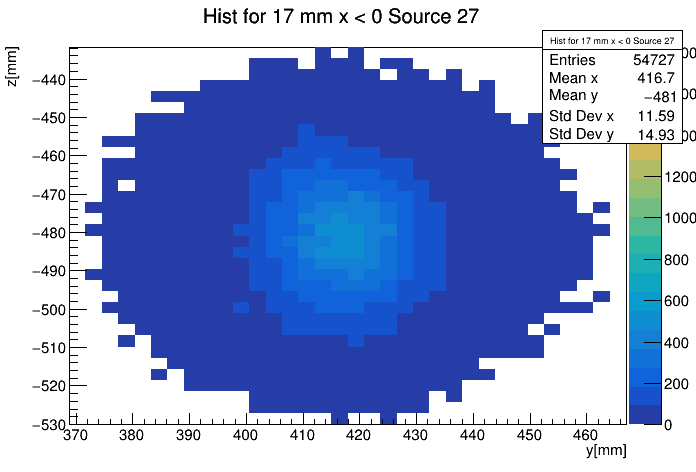 Hist for 17 mm x < 0 Source 27
z[mm]
Hist for 17 mm x < 0 Source 27
Entries 54727
Mean x 416.7
Mean y −481
Std Dev x 11.59
Std Dev y 14.93
−440
−450
−460
−470
−480
−490
−500
−510
−520
−530
370 380 390 400 410 420 430 440 450 460
y[mm]
1200
1000
800
600
400
200
0